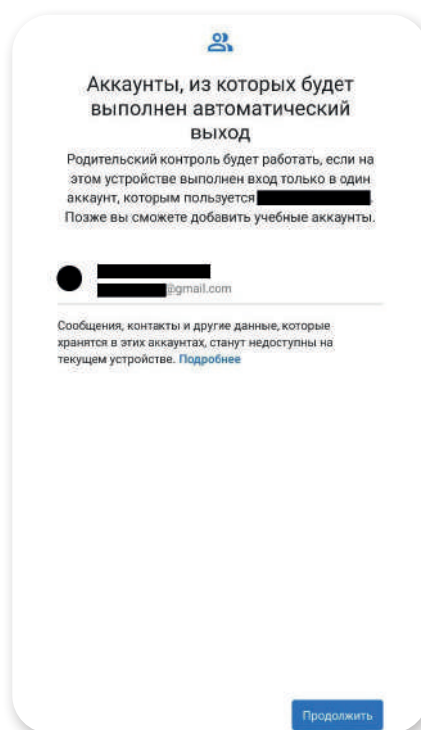 Аккаунты, из которых будет
выполнен автоматический
выход
Родительский контроль будет работать, если на
этом устройстве выполнен вход только в один
аккаунт, которым пользуется .
Позже вы сможете добавить учебные аккаунты.
@gmail.com
Сообщения, контакты и другие данные, которые
хранятся в этих аккаунтах, станут недоступны на
текущем устройстве. Подробнее
Продолжить